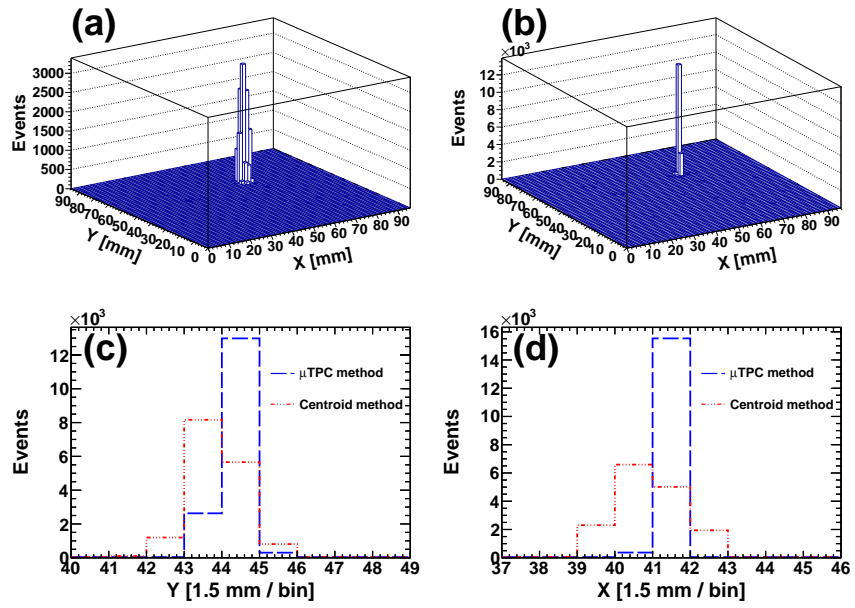 (a)
3000
2500
2000
1500
1000
500
0
Events
90
80
70
60
50
40
30
20
10
0
Y [mm]
0 10 20 30 40 50 60 70 80 90
X [mm]
(b)
×10³
14
12
10
8
6
4
2
0
Events
90
80
70
60
50
40
30
20
10
0
Y [mm]
0 10 20 30 40 50 60 70 80 90
X [mm]
(c)
×10³
12
10
8
6
4
2
0
Events
μTPC method
Centroid method
40 41 42 43 44 45 46 47 48 49
Y [1.5 mm / bin]
(d)
×10³
16
14
12
10
8
6
4
2
0
Events
μTPC method
Centroid method
37 38 39 40 41 42 43 44 45 46
X [1.5 mm / bin]